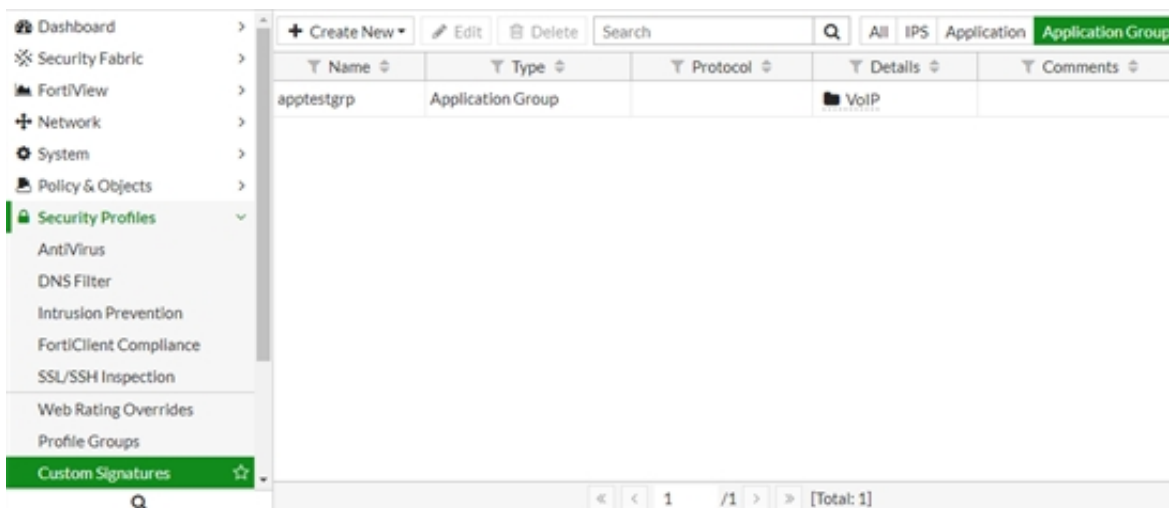 Dashboard
Security Fabric
FortiView
Network
System
Policy & Objects
Security Profiles
AntiVirus
DNS Filter
Intrusion Prevention
FortiClient Compliance
SSL/SSH Inspection
Web Rating Overrides
Profile Groups
Custom Signatures
+ Create New Edit Delete Search All IPS Application Application Group
Name Type Protocol Details Comments
apptestgrp Application Group VoIP
« < 1 /1 > » [Total: 1]